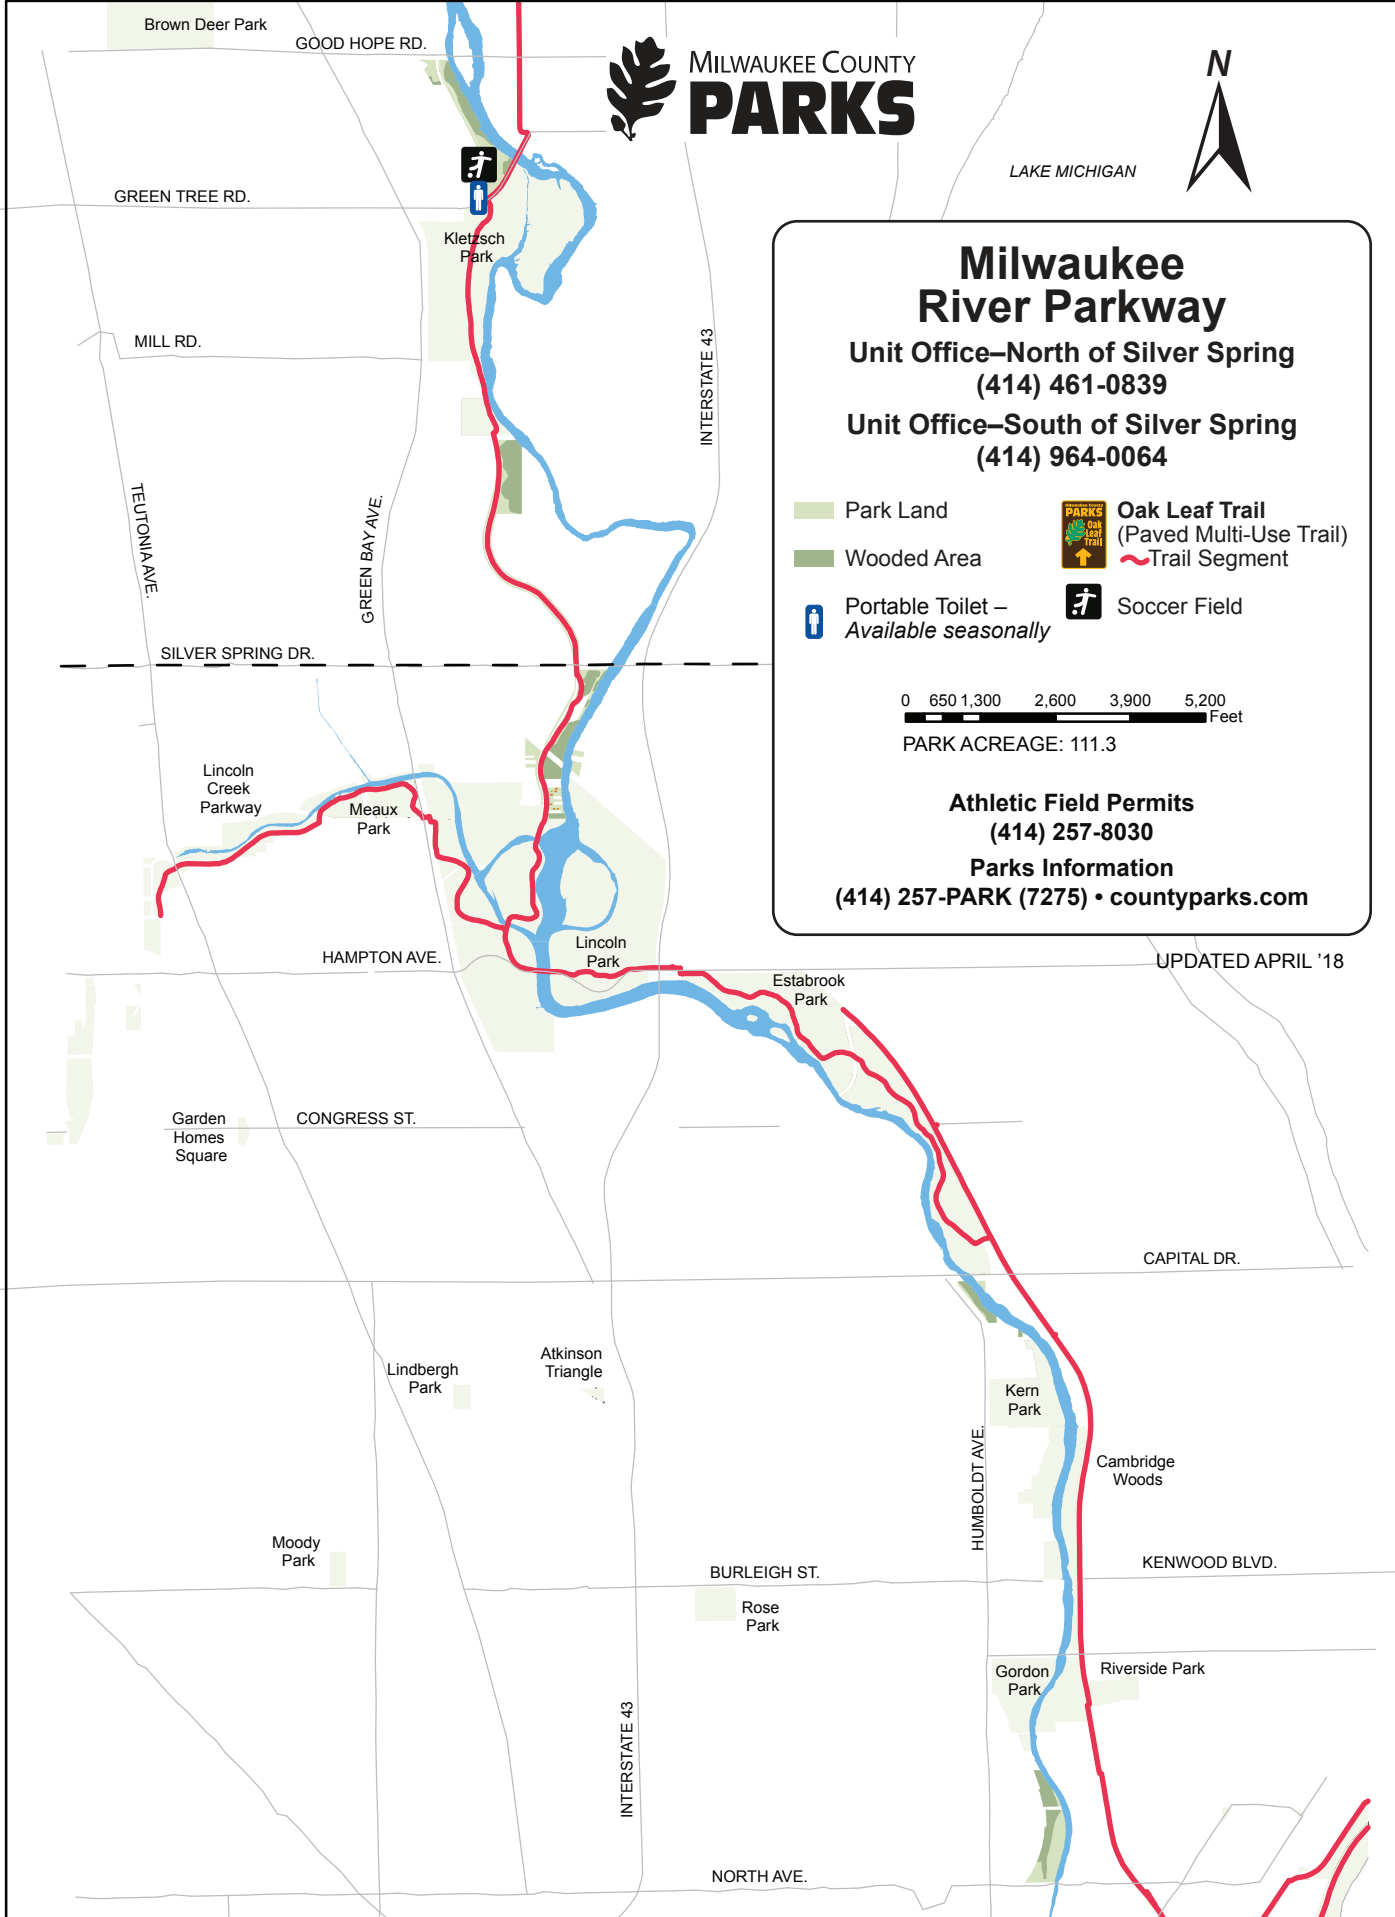 Brown Deer Park
GOOD HOPE RD.
MILWAUKEE COUNTY
PARKS
N
LAKE MICHIGAN
GREEN TREE RD.
Kletzsch
Park
MILL RD.
INTERSTATE 43
TEUTONIA AVE.
GREEN BAY AVE.
SILVER SPRING DR.
Milwaukee
River Parkway
Unit Office–North of Silver Spring
(414) 461-0839
Unit Office–South of Silver Spring
(414) 964-0064
Park Land
Wooded Area
Portable Toilet –
Available seasonally
Milwaukee County
PARKS
Oak
Leaf
Trail
Oak Leaf Trail
(Paved Multi-Use Trail)
Trail Segment
Soccer Field
0 650 1,300 2,600 3,900 5,200
Feet
PARK ACREAGE: 111.3
Athletic Field Permits
(414) 257-8030
Parks Information
(414) 257-PARK (7275) • countyparks.com
UPDATED APRIL ’18
Lincoln
Creek
Parkway
Meaux
Park
HAMPTON AVE.
Lincoln
Park
Estabrook
Park
Garden
Homes
Square
CONGRESS ST.
CAPITAL DR.
Lindbergh
Park
Atkinson
Triangle
Kern
Park
HUMBOLDT AVE.
Cambridge
Woods
Moody
Park
BURLEIGH ST.
KENWOOD BLVD.
Rose
Park
Gordon
Park
Riverside Park
INTERSTATE 43
NORTH AVE.